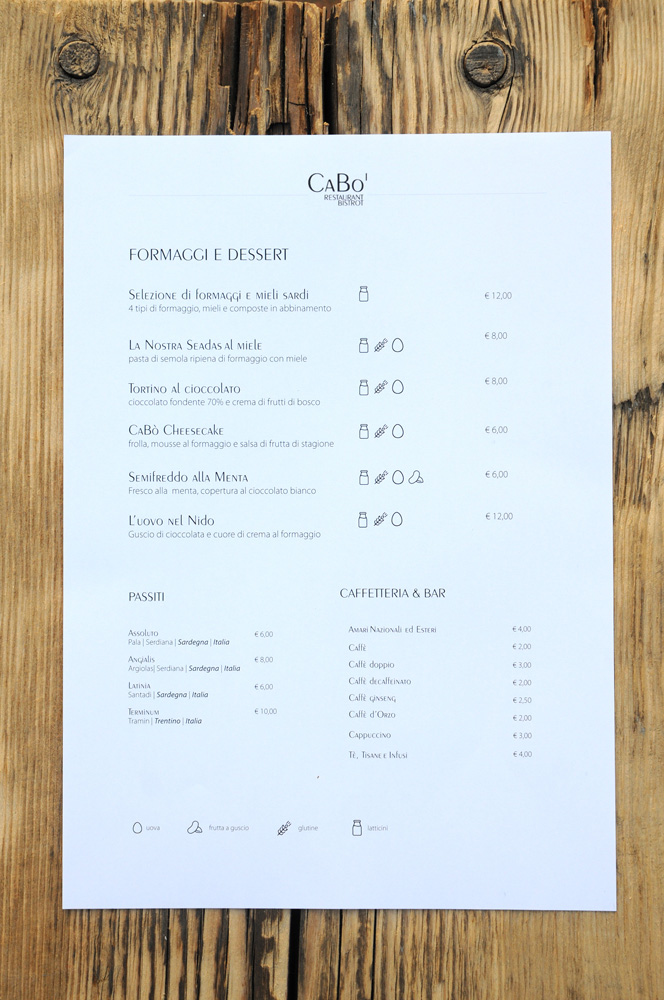 CaBo'
RESTAURANT
BISTROT
FORMAGGI E DESSERT
Selezione di formaggi e mieli sardi € 12,00
4 tipi di formaggio, mieli e composte in abbinamento
La Nostra Seadas al miele € 8,00
pasta di semola ripiena di formaggio con miele
Tortino al cioccolato € 8,00
cioccolato fondente 70% e crema di frutti di bosco
CaBò Cheesecake € 6,00
frolla, mousse al formaggio e salsa di frutta di stagione
Semifreddo alla Menta € 6,00
Fresco alla menta, copertura al cioccolato bianco
L'uovo nel Nido € 12,00
Guscio di cioccolata e cuore di crema al formaggio
PASSITI
Assoluto € 6,00
Pala | Serdiana | Sardegna | Italia
Angialis € 8,00
Argiolas| Serdiana | Sardegna | Italia
Latinia € 6,00
Santadi | Sardegna | Italia
Terminum € 10,00
Tramin | Trentino | Italia
CAFFETTERIA & BAR
Amari Nazionali ed Esteri € 4,00
Caffè € 2,00
Caffè doppio € 3,00
Caffè decaffeinato € 2,00
Caffè ginseng € 2,50
Caffè d'Orzo € 2,00
Cappuccino € 3,00
Tè, Tisane e Infusi € 4,00
uova frutta a guscio glutine latticini